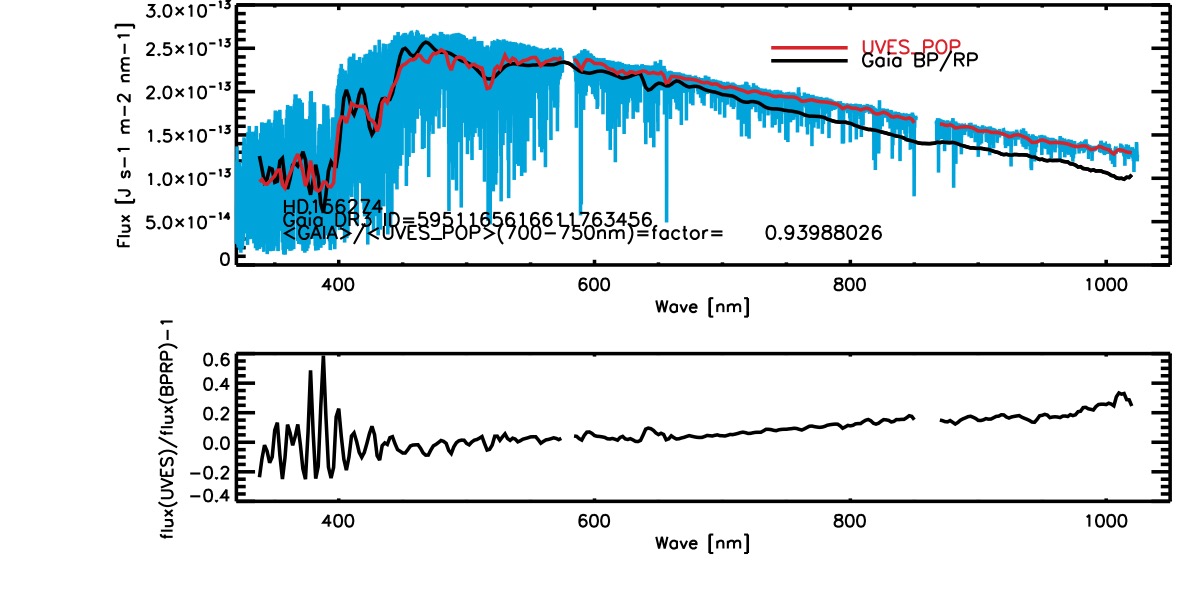 3.0×10⁻¹³
2.5×10⁻¹³
2.0×10⁻¹³
1.5×10⁻¹³
1.0×10⁻¹³
5.0×10⁻¹⁴
0
Flux [J s−1 m−2 nm−1]
UVES_POP
Gaia BP/RP
HD156274
Gaia DR3 ID=5951165616611763456
<GAIA>/<UVES_POP>(700−750nm)=factor= 0.93988026
400 600 800 1000
Wave [nm]
0.6
0.4
0.2
0.0
−0.2
−0.4
flux(UVES)/flux(BPRP)−1
400 600 800 1000
Wave [nm]